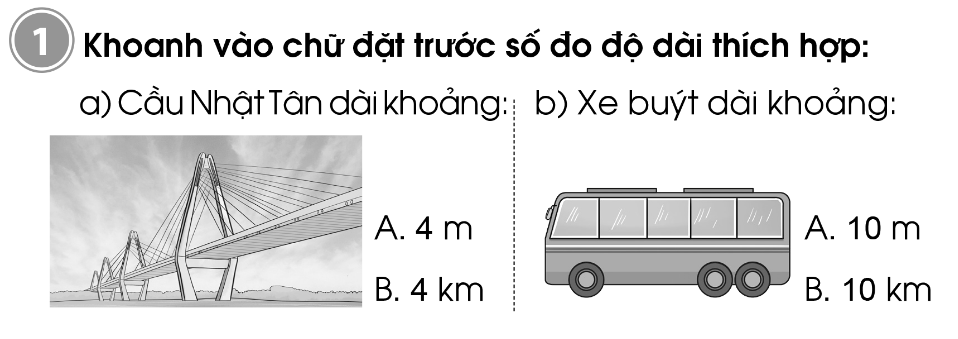 1 Khoanh vào chữ đặt trước số đo độ dài thích hợp:
a) Cầu Nhật Tân dài khoảng:
A. 4 m
B. 4 km
b) Xe buýt dài khoảng:
A. 10 m
B. 10 km